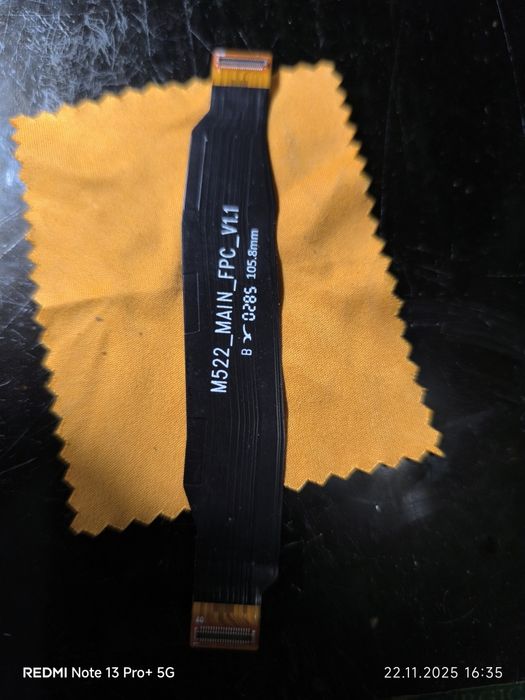 M522_MAIN_FPC_V1.1
B 0285 105.8mm
REDMI Note 13 Pro+ 5G
22.11.2025 16:35